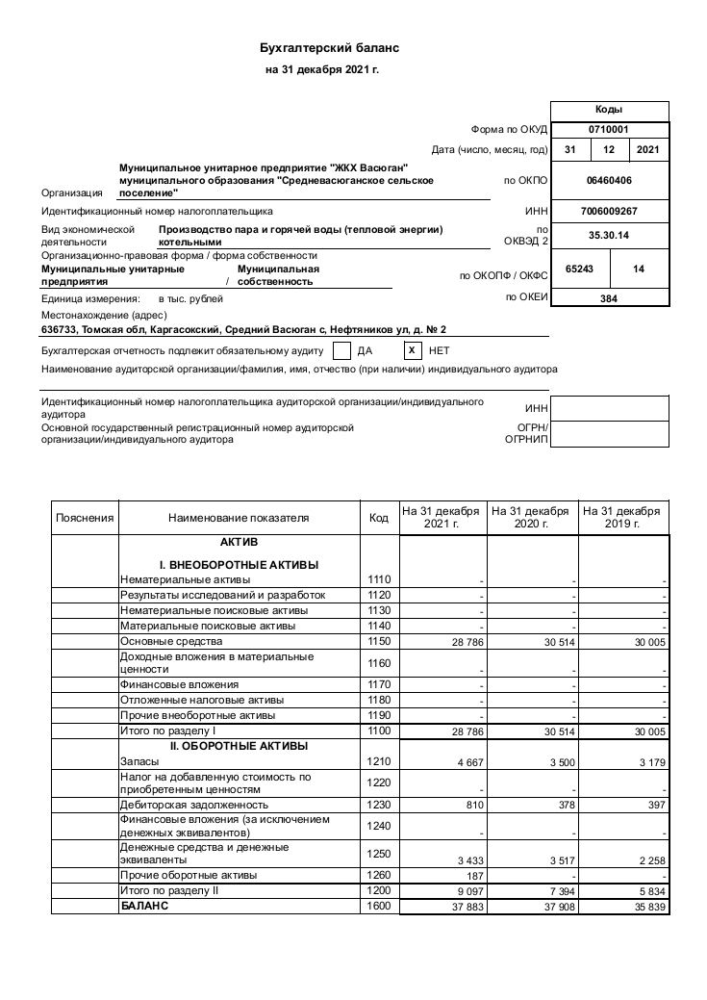 Бухгалтерский баланс
на 31 декабря 2021 г.
Коды
Форма по ОКУД 0710001
Дата (число, месяц, год) 31 12 2021
Муниципальное унитарное предприятие "ЖКХ Васюган"
муниципального образования "Средневасюганское сельское
Организация поселение" по ОКПО 06460406
Идентификационный номер налогоплательщика ИНН 7006009267
Вид экономической Производство пара и горячей воды (тепловой энергии) по
деятельности котельными ОКВЭД 2 35.30.14
Организационно-правовая форма / форма собственности
Муниципальные унитарные Муниципальная
предприятия / собственность по ОКОПФ / ОКФС 65243 14
Единица измерения: в тыс. рублей по ОКЕИ 384
Местонахождение (адрес)
636733, Томская обл, Каргасокский, Средний Васюган с, Нефтяников ул, д. № 2
Бухгалтерская отчетность подлежит обязательному аудиту ДА X НЕТ
Наименование аудиторской организации/фамилия, имя, отчество (при наличии) индивидуального аудитора
Идентификационный номер налогоплательщика аудиторской организации/индивидуального
аудитора ИНН
Основной государственный регистрационный номер аудиторской ОГРН/
организации/индивидуального аудитора ОГРНИП
Пояснения Наименование показателя Код На 31 декабря 2021 г. На 31 декабря 2020 г. На 31 декабря 2019 г.
АКТИВ
I. ВНЕОБОРОТНЫЕ АКТИВЫ
Нематериальные активы 1110 - - -
Результаты исследований и разработок 1120 - - -
Нематериальные поисковые активы 1130 - - -
Материальные поисковые активы 1140 - - -
Основные средства 1150 28 786 30 514 30 005
Доходные вложения в материальные
ценности 1160 - - -
Финансовые вложения 1170 - - -
Отложенные налоговые активы 1180 - - -
Прочие внеоборотные активы 1190 - - -
Итого по разделу I 1100 28 786 30 514 30 005
II. ОБОРОТНЫЕ АКТИВЫ
Запасы 1210 4 667 3 500 3 179
Налог на добавленную стоимость по
приобретенным ценностям 1220 - - -
Дебиторская задолженность 1230 810 378 397
Финансовые вложения (за исключением
денежных эквивалентов) 1240 - - -
Денежные средства и денежные
эквиваленты 1250 3 433 3 517 2 258
Прочие оборотные активы 1260 187 - -
Итого по разделу II 1200 9 097 7 394 5 834
БАЛАНС 1600 37 883 37 908 35 839